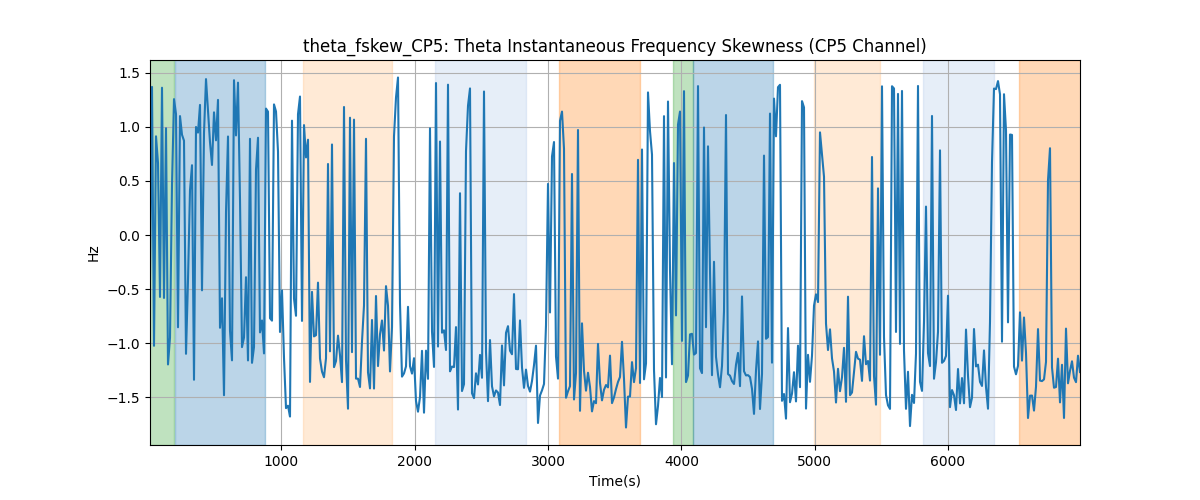 theta_fskew_CP5: Theta Instantaneous Frequency Skewness (CP5 Channel)
1.5
1.0
0.5
0.0
−0.5
−1.0
−1.5
Hz
1000 2000 3000 4000 5000 6000
Time(s)